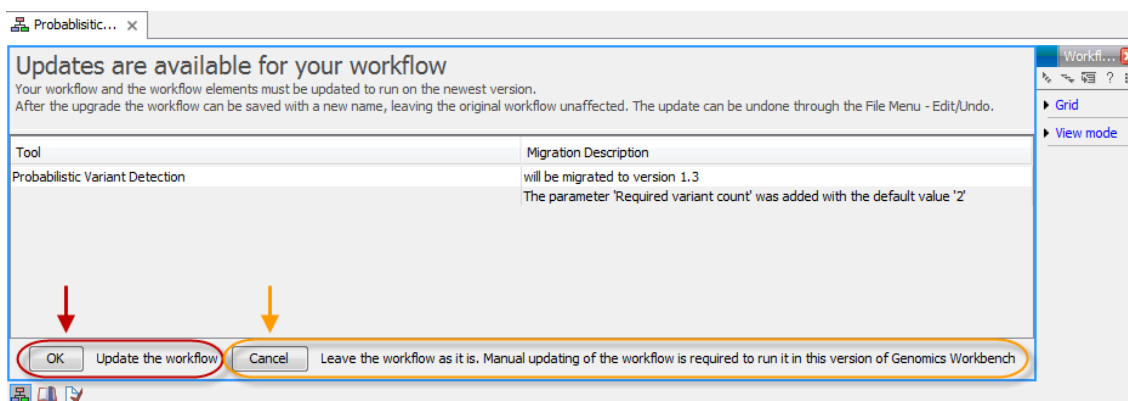 Probablisitic...
Workfl...
Updates are available for your workflow
Your workflow and the workflow elements must be updated to run on the newest version.
After the upgrade the workflow can be saved with a new name, leaving the original workflow unaffected. The update can be undone through the File Menu - Edit/Undo.
?
Grid
View mode
Tool Migration Description
Probabilistic Variant Detection will be migrated to version 1.3
The parameter 'Required variant count' was added with the default value '2'
OK Update the workflow Cancel Leave the workflow as it is. Manual updating of the workflow is required to run it in this version of Genomics Workbench